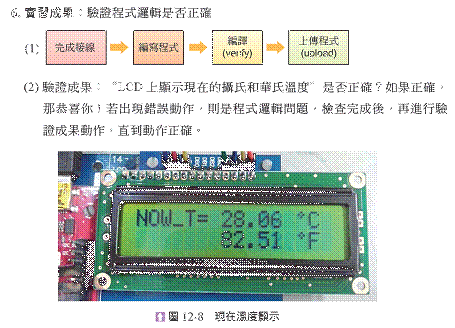 6. 實習成果：驗證程式邏輯是否正確
(1) 完成接線 編寫程式 編譯 (verify) 上傳程式 (upload)
(2) 驗證成果：“LCD 上顯示現在的攝氏和華氏溫度”是否正確？如果正確，
那恭喜你；若出現錯誤動作，則是程式邏輯問題，檢查完成後，再進行驗
證成果動作，直到動作正確。
NOW_T= 28.06 °C
82.51 °F
圖 12-8 現在溫度顯示